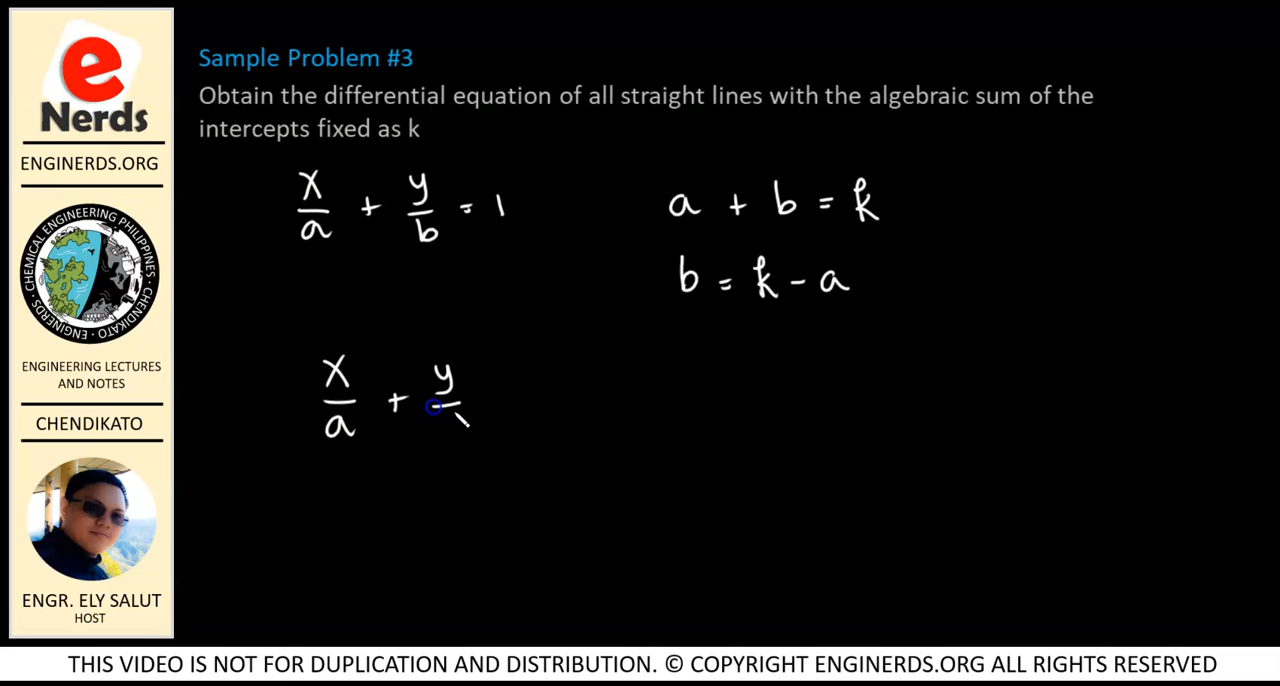 e
Nerds
ENGINERDS.ORG
CHEMICAL ENGINEERING PHILIPPINES • CHENDIKATO • ENGINERDS •
ENGINEERING LECTURES
AND NOTES
CHENDIKATO
ENGR. ELY SALUT
HOST
Sample Problem #3
Obtain the differential equation of all straight lines with the algebraic sum of the
intercepts fixed as k
x/a + y/b = 1
a + b = k
b = k - a
x/a + y/
THIS VIDEO IS NOT FOR DUPLICATION AND DISTRIBUTION. © COPYRIGHT ENGINERDS.ORG ALL RIGHTS RESERVED